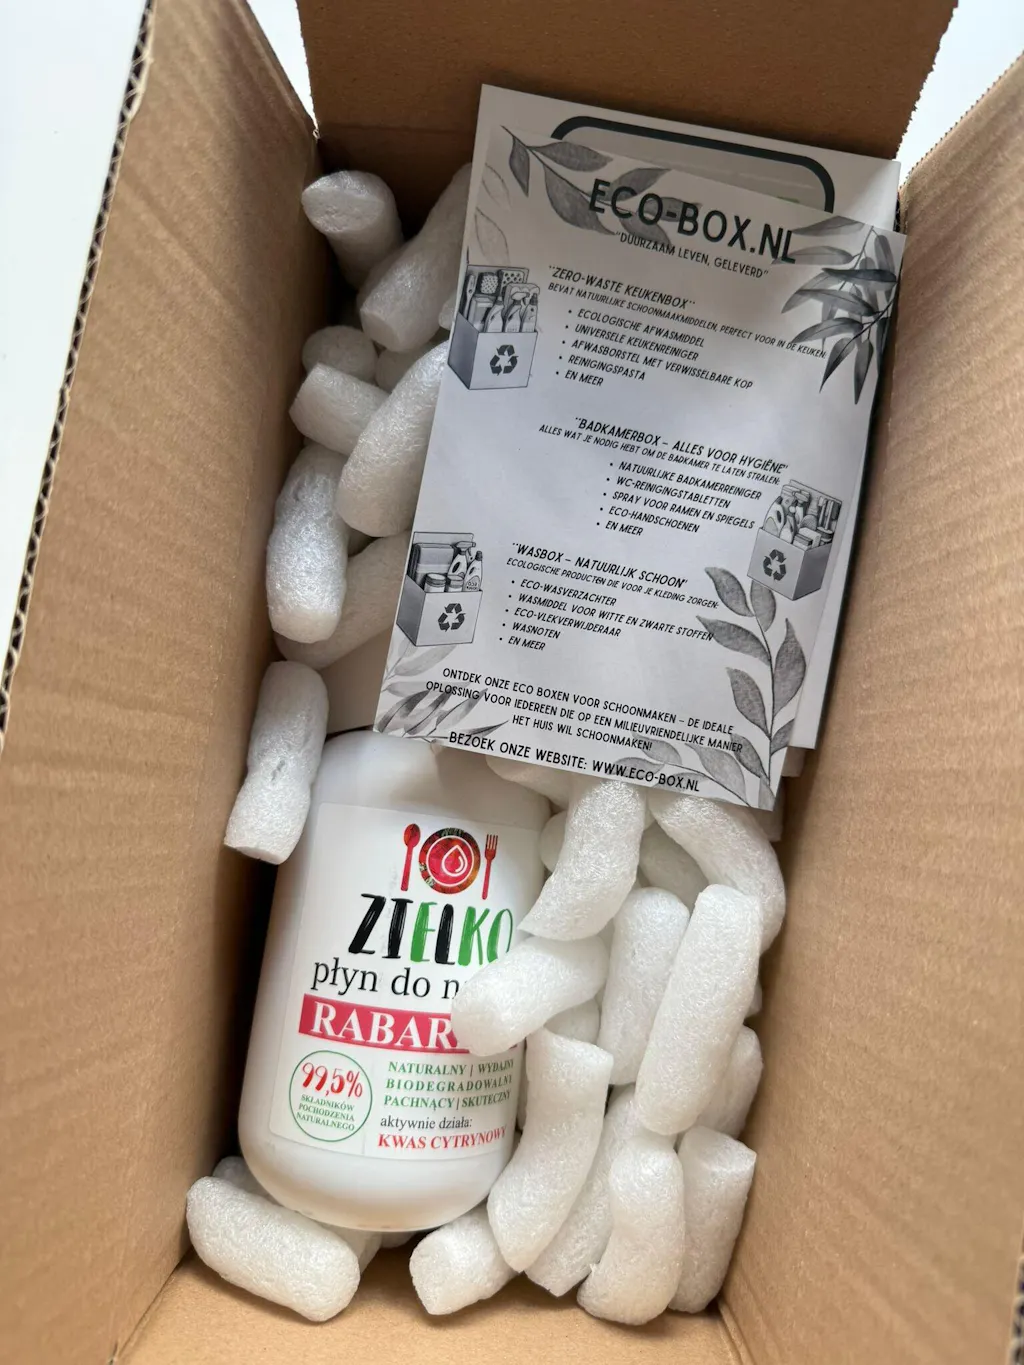 ECO-BOX.NL
"DUURZAAM LEVEN, GELEVERD"
"ZERO-WASTE KEUKENBOX"
BEVAT NATUURLIJKE SCHOONMAAKMIDDELEN, PERFECT VOOR IN DE KEUKEN:
• ECOLOGISCHE AFWASMIDDEL
• UNIVERSELE KEUKENREINIGER
• AFWASBORSTEL MET VERWISSELBARE KOP
• REINIGINGSPASTA
• EN MEER
"BADKAMERBOX – ALLES VOOR HYGIËNE"
ALLES WAT JE NODIG HEBT OM DE BADKAMER TE LATEN STRALEN:
• NATUURLIJKE BADKAMERREINIGER
• WC-REINIGINGSTABLETTEN
• SPRAY VOOR RAMEN EN SPIEGELS
• ECO-HANDSCHOENEN
• EN MEER
"WASBOX – NATUURLIJK SCHOON"
ECOLOGISCHE PRODUCTEN DIE VOOR JE KLEDING ZORGEN:
• ECO-WASVERZACHTER
• WASMIDDEL VOOR WITTE EN ZWARTE STOFFEN
• ECO-VLEKVERWIJDERAAR
• WASNOTEN
• EN MEER
ONTDEK ONZE ECO BOXEN VOOR SCHOONMAKEN – DE IDEALE
OPLOSSING VOOR IEDEREEN DIE OP EEN MILIEUVRIENDELIJKE MANIER
HET HUIS WIL SCHOONMAKEN!
BEZOEK ONZE WEBSITE: WWW.ECO-BOX.NL
ZIELKO
płyn do n
RABAR
99,5%
SKŁADNIKÓW
POCHODZENIA
NATURALNEGO
NATURALNY | WYDAJNY
BIODEGRADOWALNY
PACHNĄCY | SKUTECZNY
aktywnie działa:
KWAS CYTRYNOWY